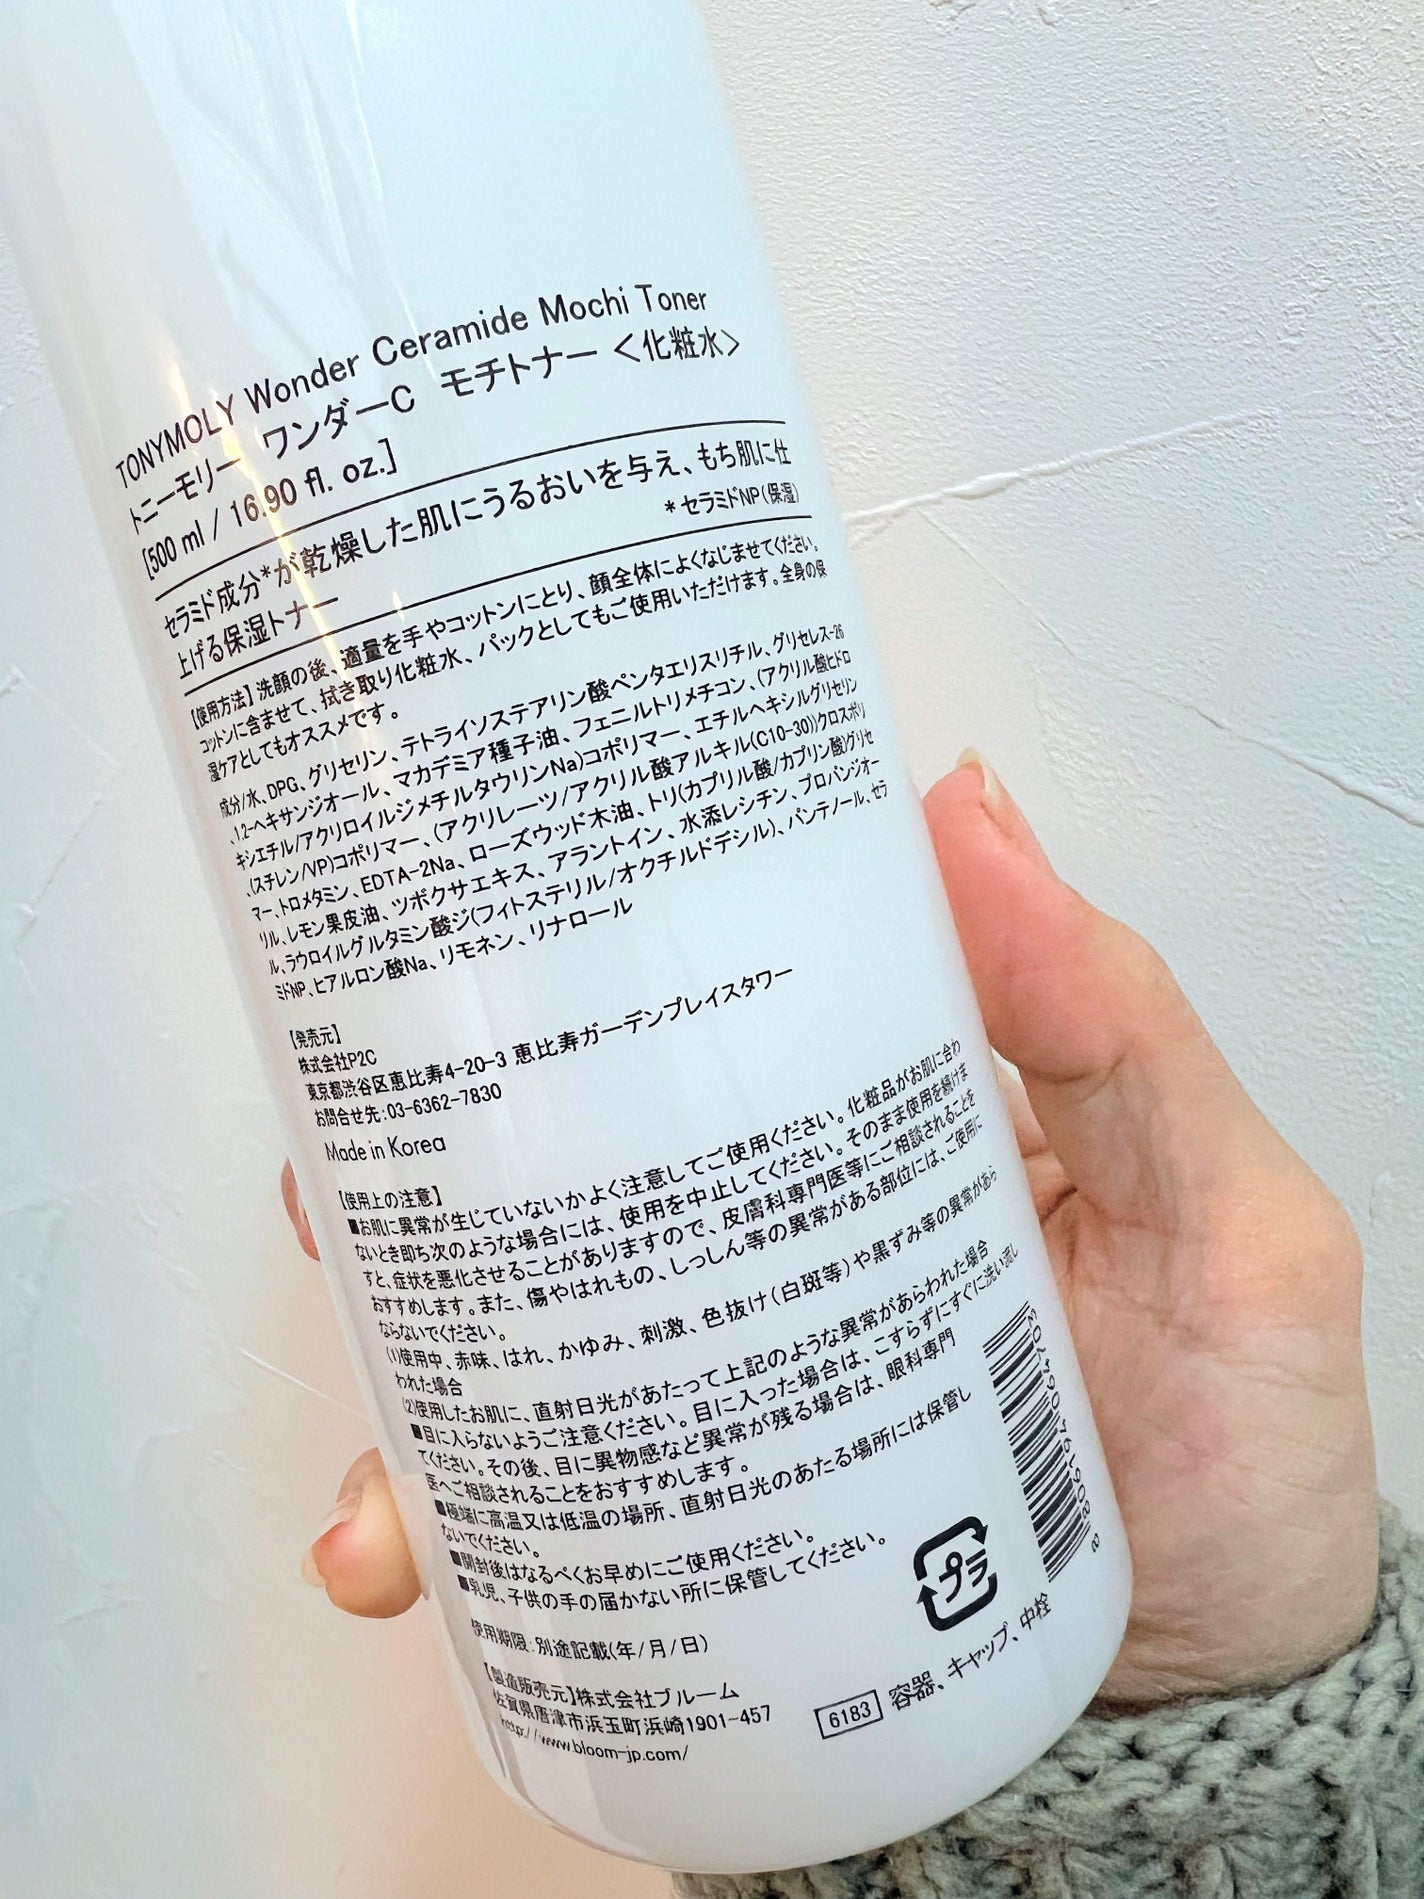 TONYMOLY Wonder Ceramide Mochi Toner
トニーモリー ワンダーC モチトナー <化粧水>
[500 ml / 16.90 fl. oz.]
セラミド成分*が乾燥した肌にうるおいを与え、もち肌に仕
上げる保湿トナー
*セラミドNP(保湿)
【使用方法】洗顔の後、適量を手やコットンにとり、顔全体によくなじませてください。
コットンに含ませて、拭き取り化粧水、パックとしてもご使用いただけます。全身の保
湿ケアとしてもオススメです。
成分/水、DPG、グリセリン、テトライソステアリン酸ペンタエリスリチル、グリセレス-26
、1,2-ヘキサンジオール、マカデミア種子油、フェニルトリメチコン、(アクリル酸ヒドロ
キシエチル/アクリロイルジメチルタウリンNa)コポリマー、エチルヘキシルグリセリン
、(スチレン/VP)コポリマー、(アクリレーツ/アクリル酸アルキル(C10-30))クロスポリ
マー、トロメタミン、EDTA-2Na、ローズウッド木油、トリ(カプリル酸/カプリン酸)グリセ
リル、レモン果皮油、ツボクサエキス、アラントイン、水添レシチン、プロパンジオー
ル、ラウロイルグルタミン酸ジ(フィトステリル/オクチルドデシル)、パンテノール、セラ
ミドNP、ヒアルロン酸Na、リモネン、リナロール
【発売元】
株式会社P2C
東京都渋谷区恵比寿4-20-3 恵比寿ガーデンプレイスタワー
お問合せ先:03-6362-7830
Made in Korea
【使用上の注意】
■お肌に異常が生じていないかよく注意してご使用ください。化粧品がお肌に合わ
ないとき即ち次のような場合には、使用を中止してください。そのまま使用を続けま
すと、症状を悪化させることがありますので、皮膚科専門医等にご相談されることを
おすすめします。また、傷やはれもの、しっしん等の異常がある部位には、ご使用に
ならないでください。
(1)使用中、赤味、はれ、かゆみ、刺激、色抜け(白斑等)や黒ずみ等の異常があら
われた場合
(2)使用したお肌に、直射日光があたって上記のような異常があらわれた場合
■目に入らないようご注意ください。目に入った場合は、こすらずにすぐに洗い流し
てください。その後、目に異物感など異常が残る場合は、眼科専門
医へご相談されることをおすすめします。
■極端に高温又は低温の場所、直射日光のあたる場所には保管し
ないでください。
■開封後はなるべくお早めにご使用ください。
■乳児、子供の手の届かない所に保管してください。
使用期限:別途記載(年/月/日)
【製造販売元】株式会社ブルーム
佐賀県唐津市浜玉町浜崎1901-457
http://www.bloom-jp.com/
プラ
6183 容器、キャップ、中栓